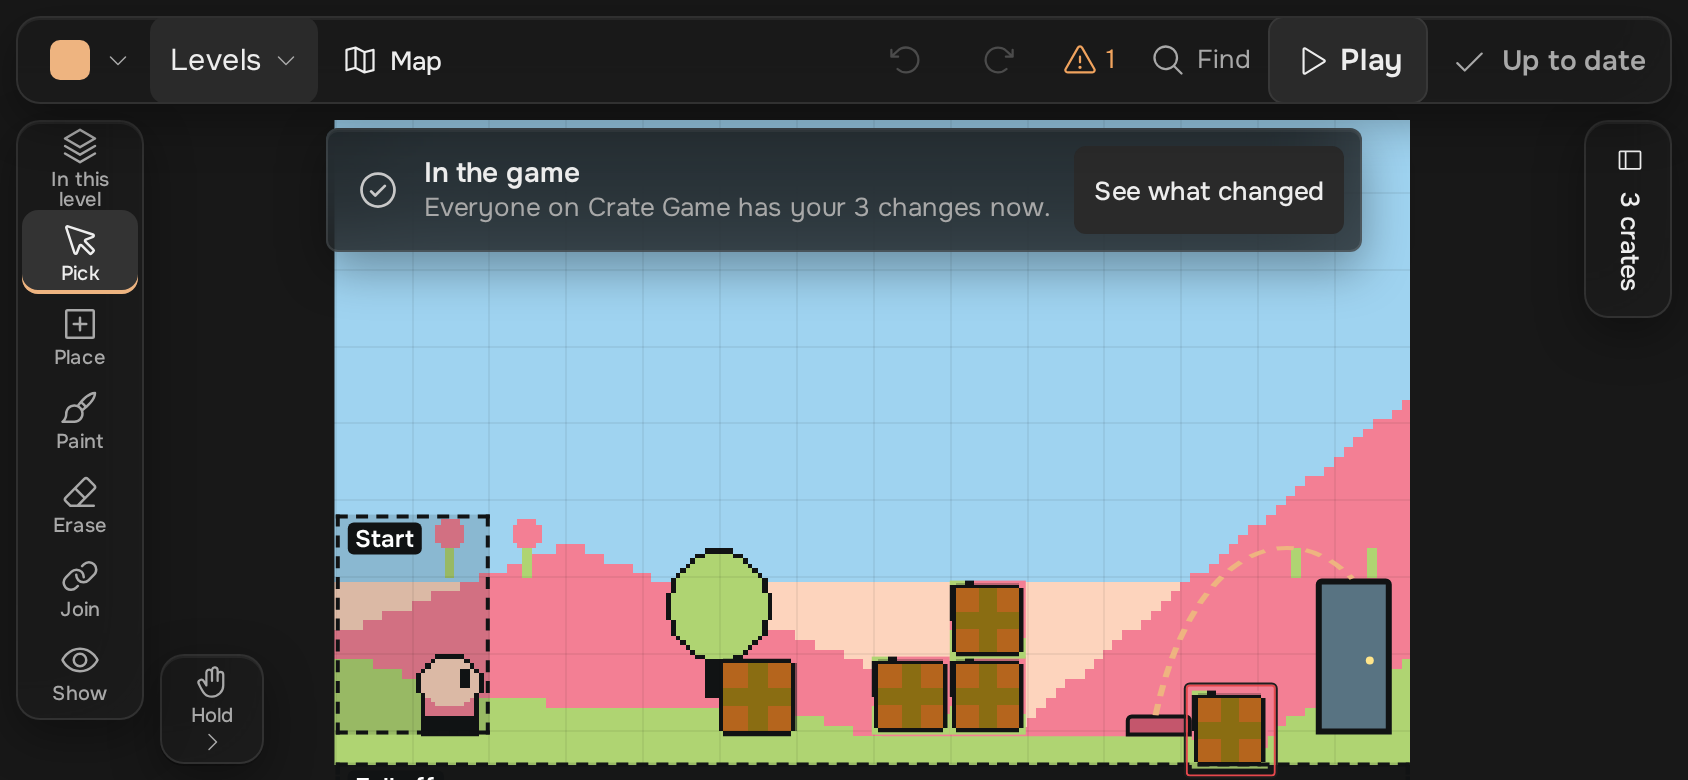 Levels
Map
1
Find
Play
Up to date
In this
level
Pick
Place
Paint
Erase
Join
Show
Hold
In the game
Everyone on Crate Game has your 3 changes now.
See what changed
3 crates
Start